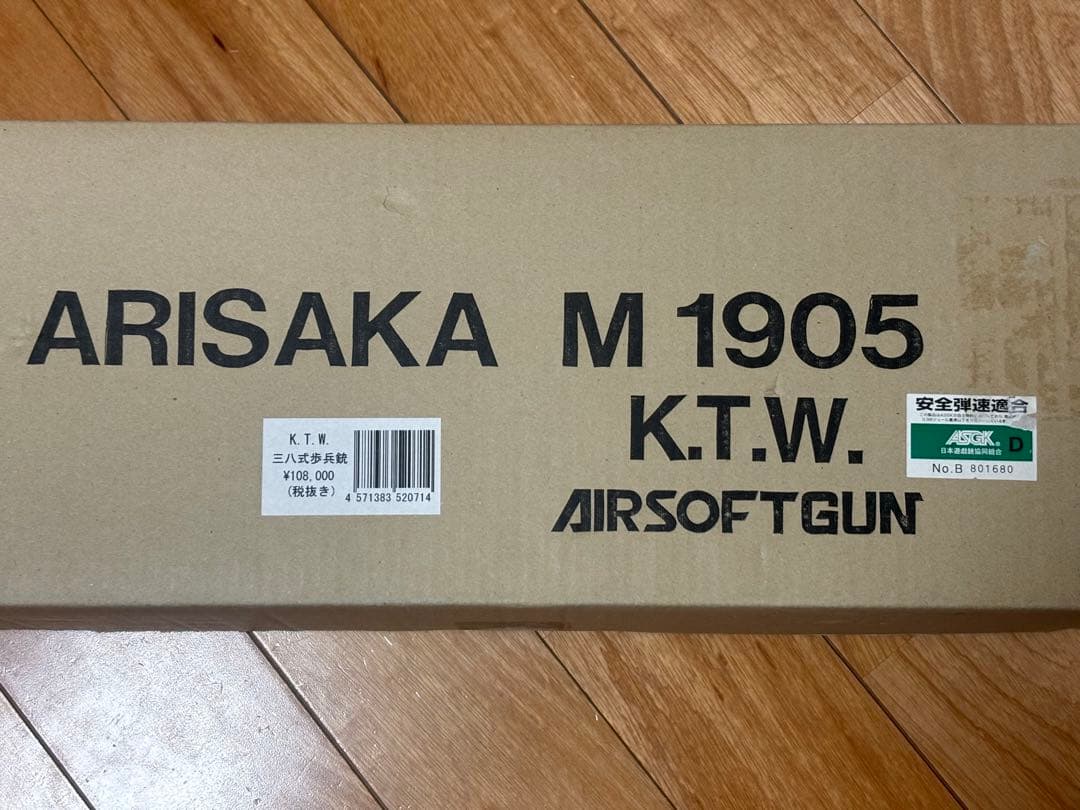 ARISAKA M 1905
K.T.W.
AIRSOFTGUN
K.T.W.
三八式歩兵銃
¥108,000
(税抜き)
4 571383 520714
安全弾速適合
ASGK® D
日本遊戯銃協同組合
No.B 801680